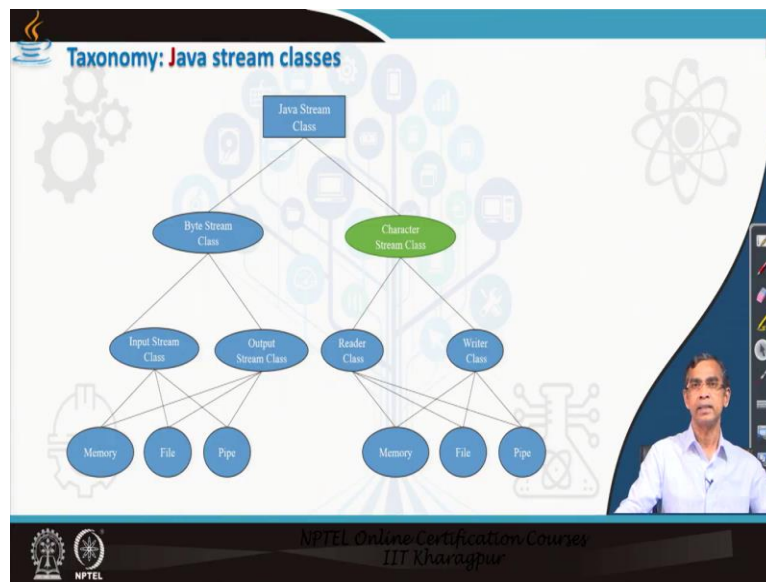 Taxonomy: Java stream classes
Java Stream
Class
Byte Stream
Class
Character
Stream Class
Input Stream
Class
Output
Stream Class
Reader
Class
Writer
Class
Memory
File
Pipe
Memory
File
Pipe
NPTEL Online Certification Courses
IIT Kharagpur
NPTEL